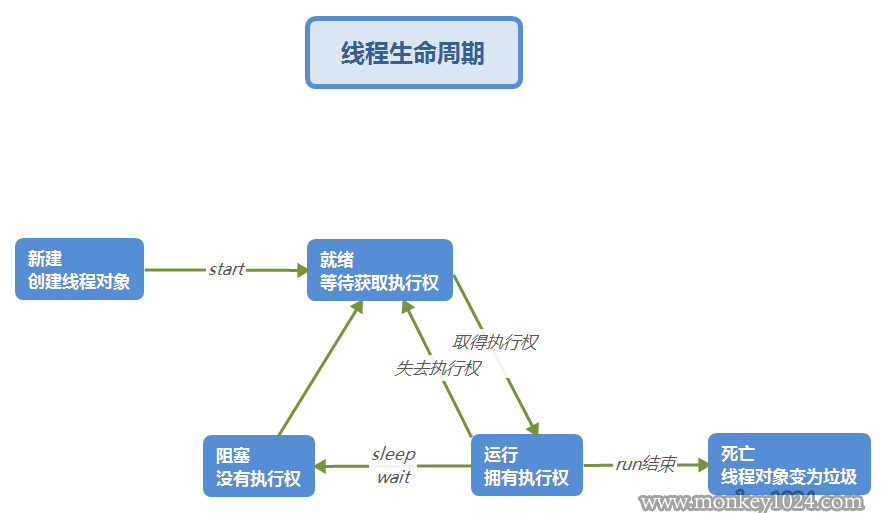 线程生命周期
新建
创建线程对象
start
就绪
等待获取执行权
取得执行权
失去执行权
阻塞
没有执行权
sleep
wait
运行
拥有执行权
run结束
死亡
线程对象变为垃圾
www.monkey1024.com